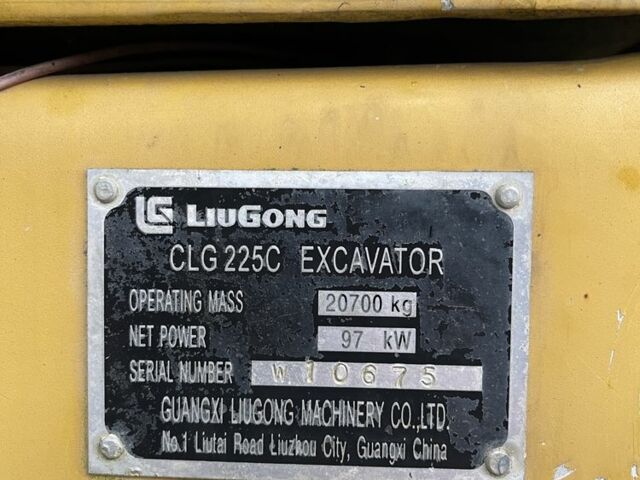 LG LIUGONG
CLG 225C EXCAVATOR
OPERATING MASS 20700 kg
NET POWER 97 kW
SERIAL NUMBER W10675
GUANGXI LIUGONG MACHINERY CO.,LTD.
No.1 Liutai Road Liuzhou City, Guangxi China